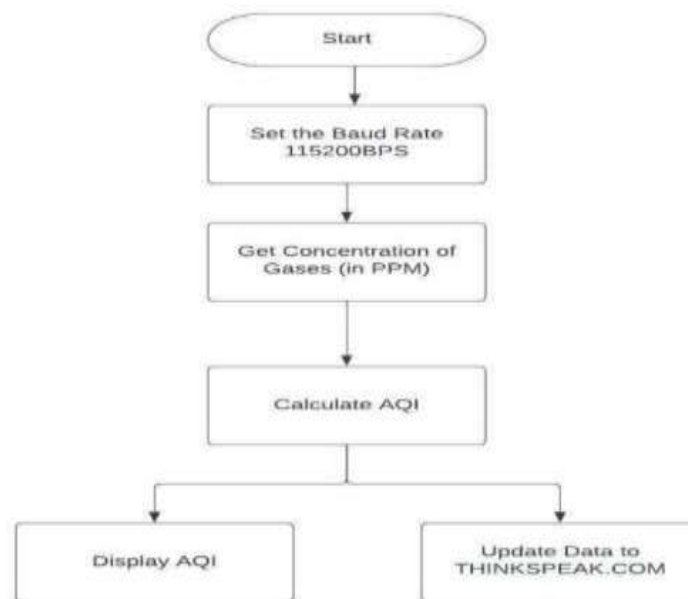 Start
Set the Baud Rate
115200BPS
Get Concentration of
Gases (in PPM)
Calculate AQI
Display AQI
Update Data to
THINKSPEAK.COM